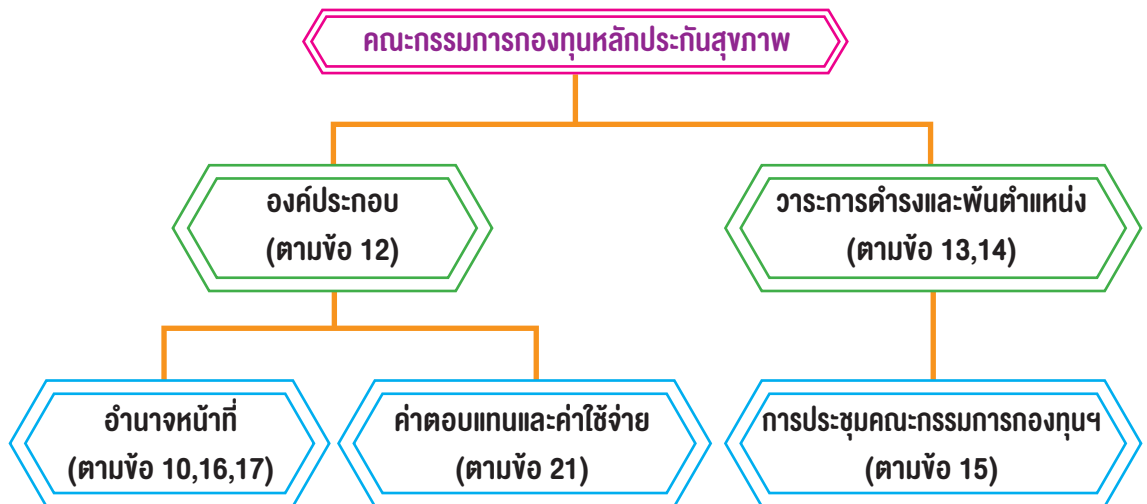 คณะกรรมการกองทุนหลักประกันสุขภาพ
องค์ประกอบ
(ตามข้อ 12)
วาระการดำรงและพ้นตำแหน่ง
(ตามข้อ 13,14)
อำนาจหน้าที่
(ตามข้อ 10,16,17)
ค่าตอบแทนและค่าใช้จ่าย
(ตามข้อ 21)
การประชุมคณะกรรมการกองทุนฯ
(ตามข้อ 15)